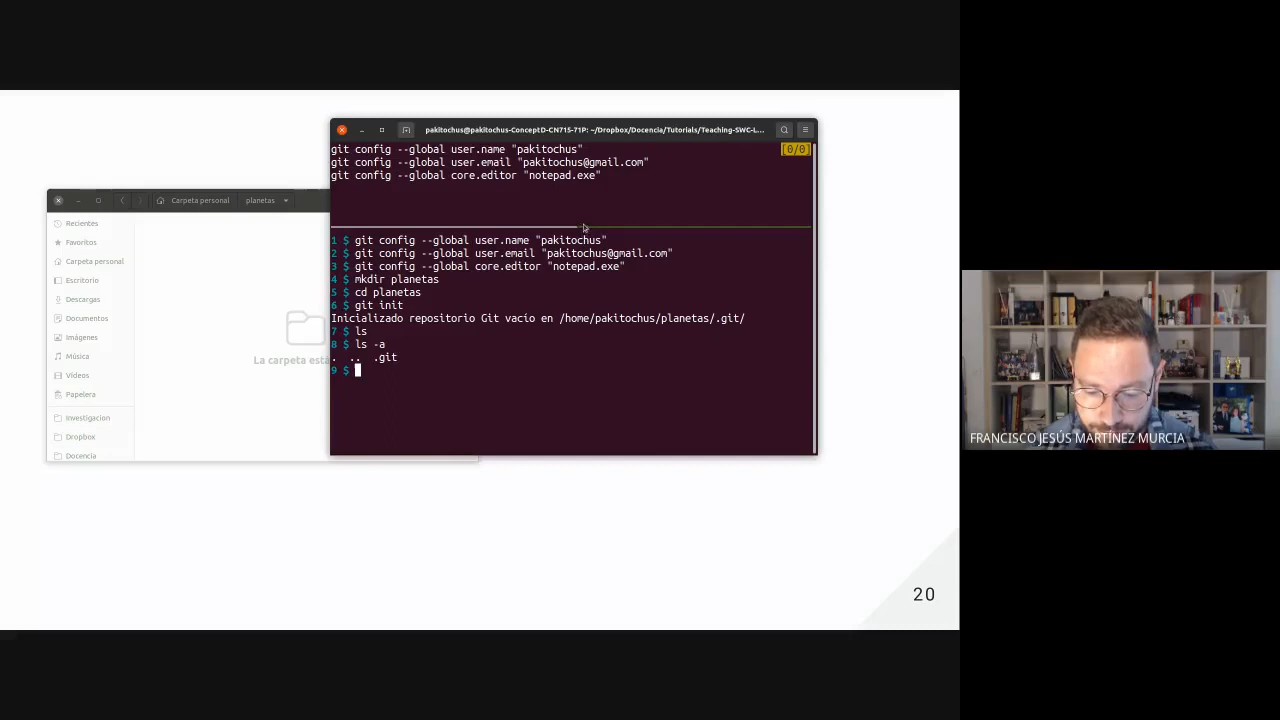 pakitochus@pakitochus-ConceptD-CN715-71P: ~/Dropbox/Docencia/Tutorials/Teaching-SWC-L...
git config --global user.name "pakitochus"
[0/0]
git config --global user.email "pakitochus@gmail.com"
git config --global core.editor "notepad.exe"
Carpeta personal
planetas
Recientes
Favoritos
Carpeta personal
Escritorio
Descargas
Documentos
Imágenes
Música
Vídeos
Papelera
Investigacion
Dropbox
Docencia
La carpeta está
1 $ git config --global user.name "pakitochus"
2 $ git config --global user.email "pakitochus@gmail.com"
3 $ git config --global core.editor "notepad.exe"
4 $ mkdir planetas
5 $ cd planetas
6 $ git init
Inicializado repositorio Git vacío en /home/pakitochus/planetas/.git/
7 $ ls
8 $ ls -a
. .. .git
9 $
FRANCISCO JESÚS MARTÍNEZ MURCIA
20